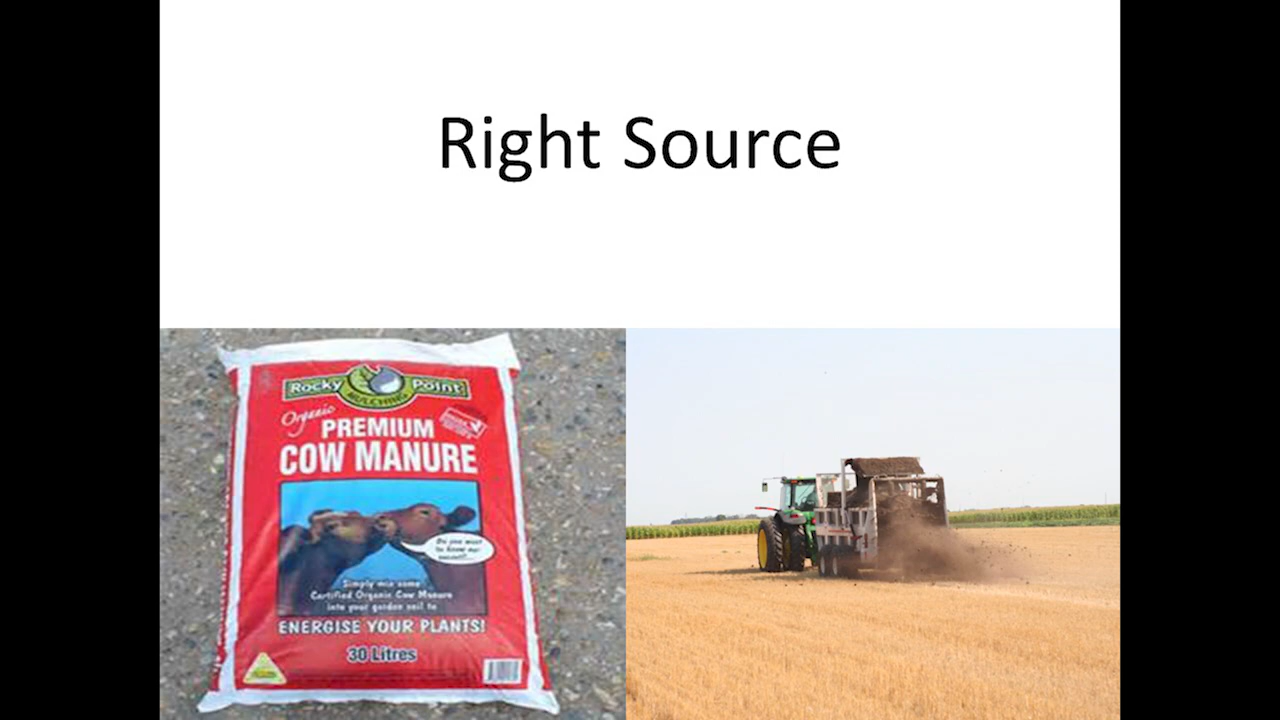 Right Source
Rocky Point
MULCHING
Organic
PREMIUM
COW MANURE
Do you want
to know our
secret?...
Simply mix some
Certified Organic Cow Manure
into your garden soil to
ENERGISE YOUR PLANTS!
30 Litres